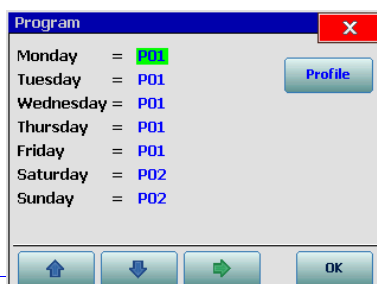 Program X
Monday = P01
Profile
Tuesday = P01
Wednesday = P01
Thursday = P01
Friday = P01
Saturday = P02
Sunday = P02
OK